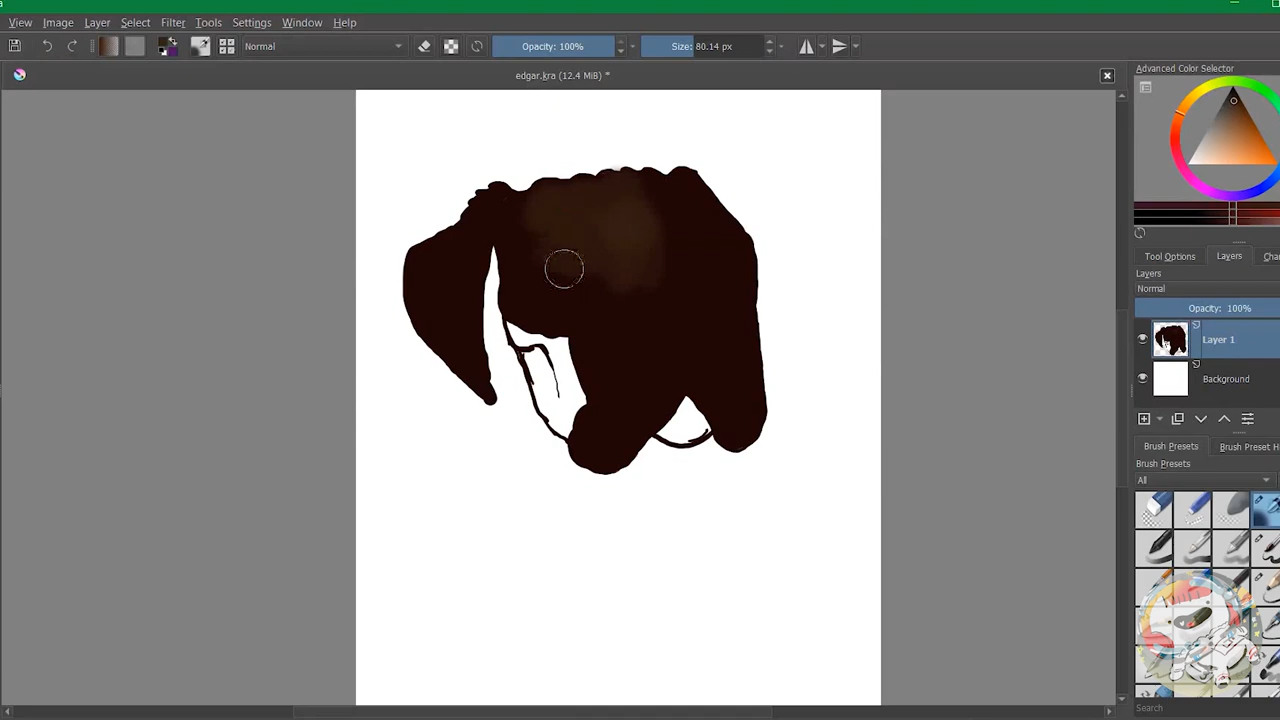 View Image Layer Select Filter Tools Settings Window Help
Normal
Opacity: 100%
Size: 80.14 px
edgar.kra (12.4 MiB) *
Advanced Color Selector
Tool Options
Layers
Layers
Normal
Opacity: 100%
Layer 1
Background
Brush Presets
Brush Preset H
Brush Presets
All
Search